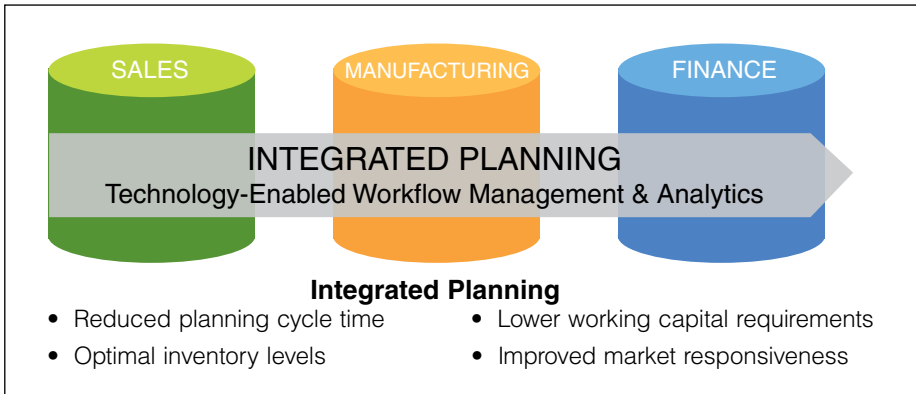 SALES
MANUFACTURING
FINANCE
INTEGRATED PLANNING
Technology-Enabled Workflow Management & Analytics
Integrated Planning
• Reduced planning cycle time
• Optimal inventory levels
• Lower working capital requirements
• Improved market responsiveness